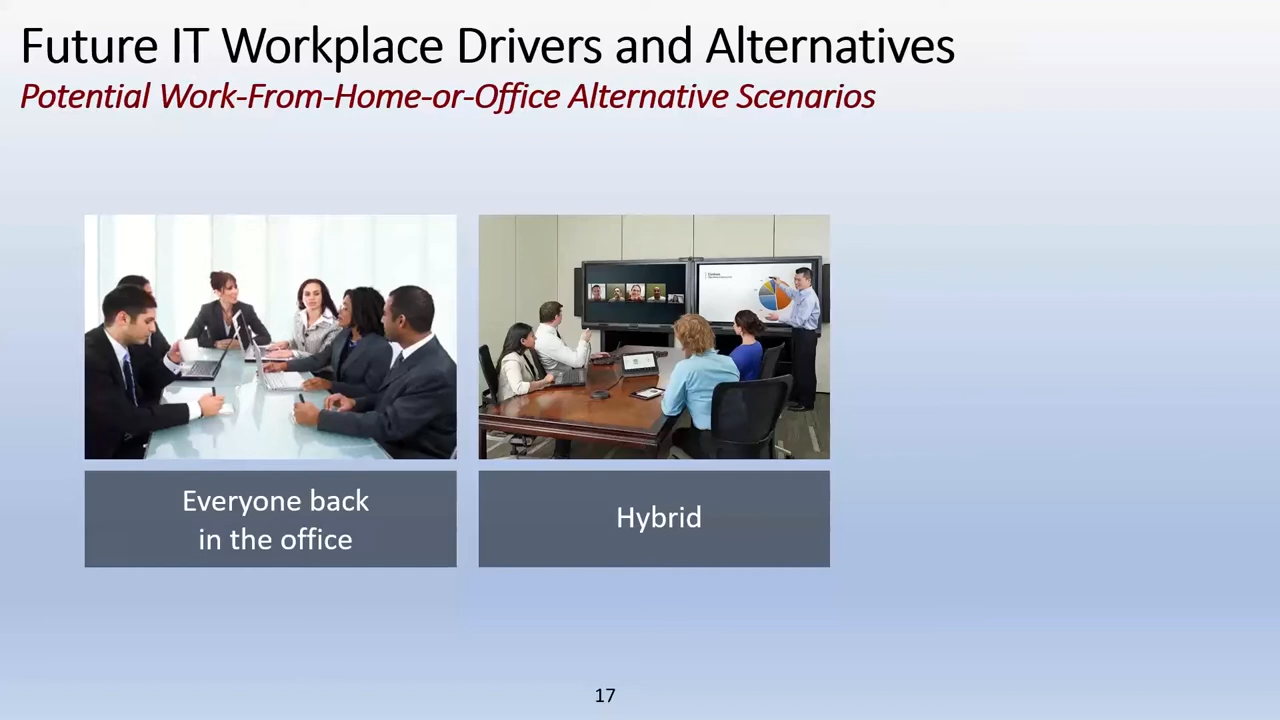 Future IT Workplace Drivers and Alternatives
Potential Work-From-Home-or-Office Alternative Scenarios
Everyone back
in the office
Hybrid
17